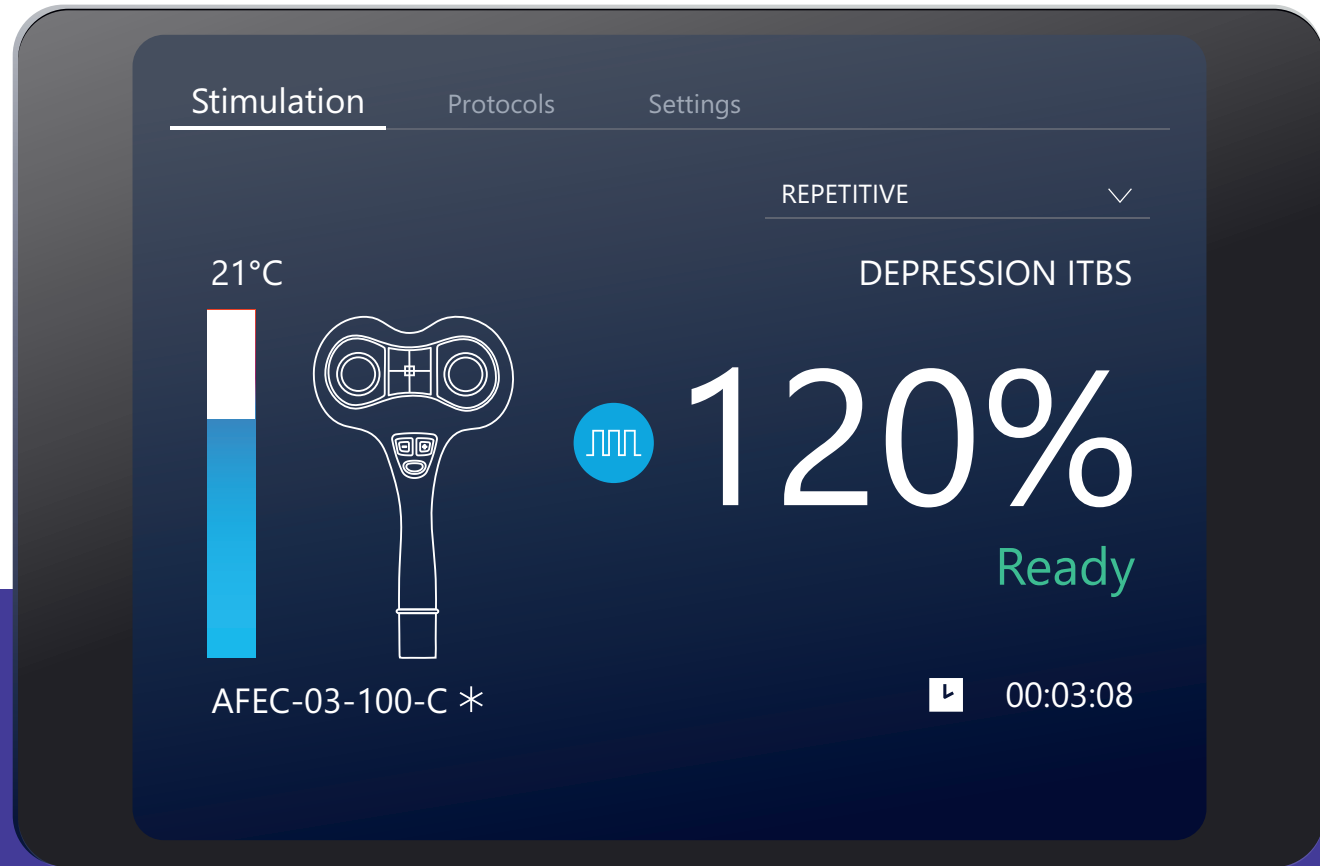 Stimulation Protocols Settings
REPETITIVE
21°C
DEPRESSION ITBS
120%
Ready
AFEC-03-100-C
00:03:08